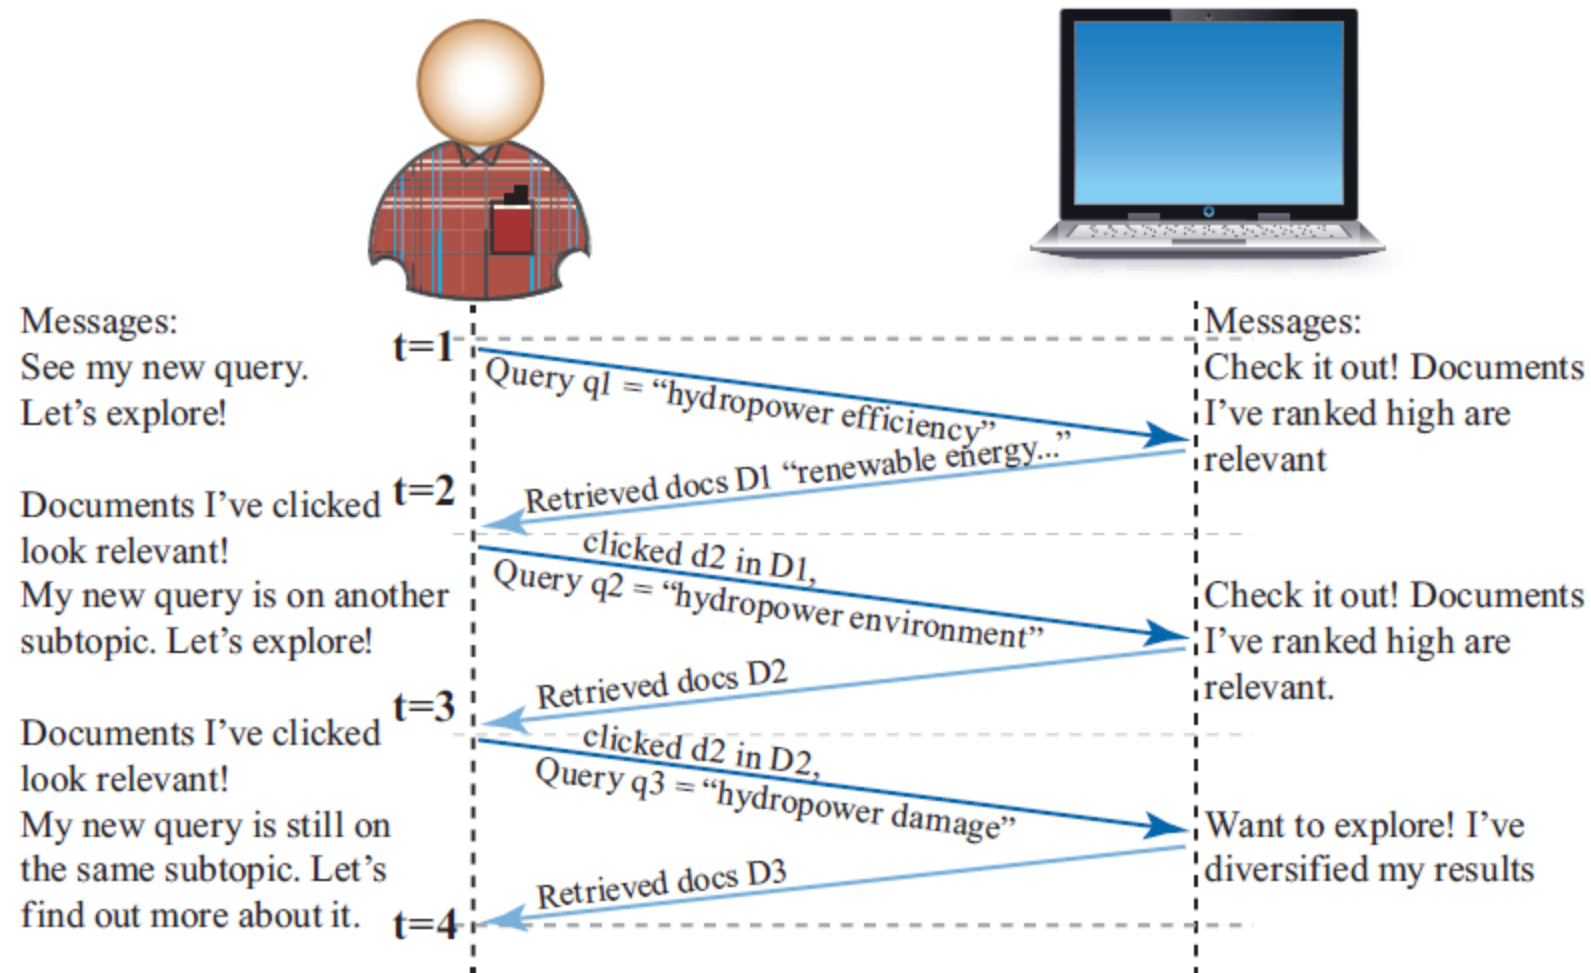 Messages:
See my new query.
Let's explore!
t=1
Query q1 = “hydropower efficiency”
Messages:
Check it out! Documents
I've ranked high are
relevant
Retrieved docs D1 “renewable energy...”
t=2
Documents I've clicked
look relevant!
My new query is on another
subtopic. Let's explore!
clicked d2 in D1,
Query q2 = “hydropower environment”
Check it out! Documents
I've ranked high are
relevant.
Retrieved docs D2
t=3
Documents I've clicked
look relevant!
My new query is still on
the same subtopic. Let's
find out more about it.
clicked d2 in D2,
Query q3 = “hydropower damage”
Want to explore! I've
diversified my results
Retrieved docs D3
t=4